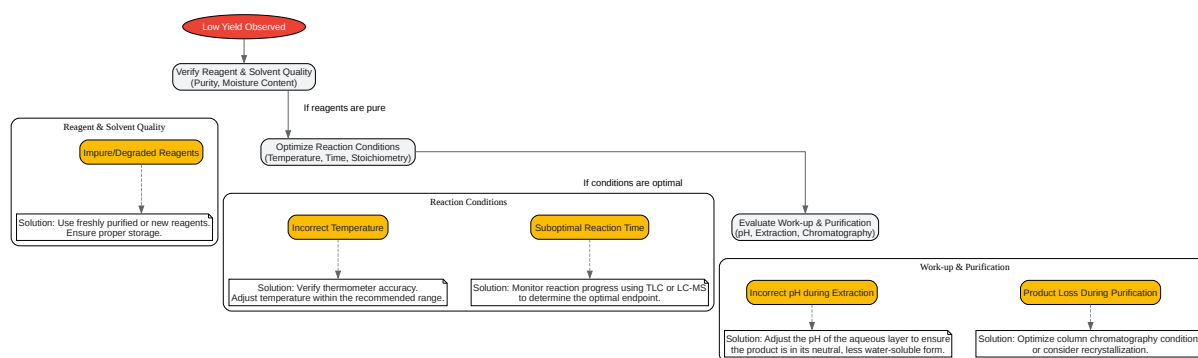 Low Yield Observed
Verify Reagent & Solvent Quality
(Purity, Moisture Content)
If reagents are pure
Reagent & Solvent Quality
Impure/Degraded Reagents
Solution: Use freshly purified or new reagents.
Ensure proper storage.
Optimize Reaction Conditions
(Temperature, Time, Stoichiometry)
If conditions are optimal
Reaction Conditions
Incorrect Temperature
Suboptimal Reaction Time
Solution: Verify thermometer accuracy.
Adjust temperature within the recommended range.
Solution: Monitor reaction progress using TLC or LC-MS
to determine the optimal endpoint.
Evaluate Work-up & Purification
(pH, Extraction, Chromatography)
Work-up & Purification
Incorrect pH during Extraction
Product Loss During Purification
Solution: Adjust the pH of the aqueous layer to ensure
the product is in its neutral, less water-soluble form.
Solution: Optimize column chromatography condition
or consider recrystallization.